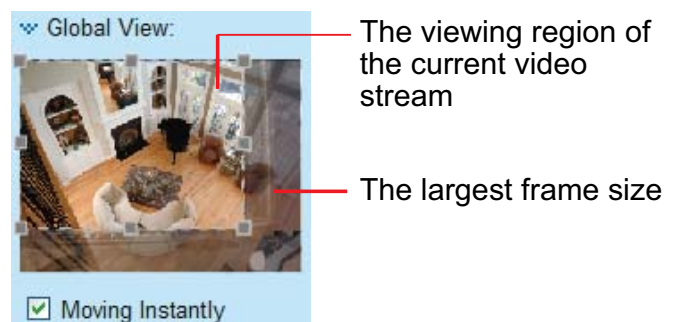 Global View:
The viewing region of
the current video
stream
The largest frame size
Moving Instantly